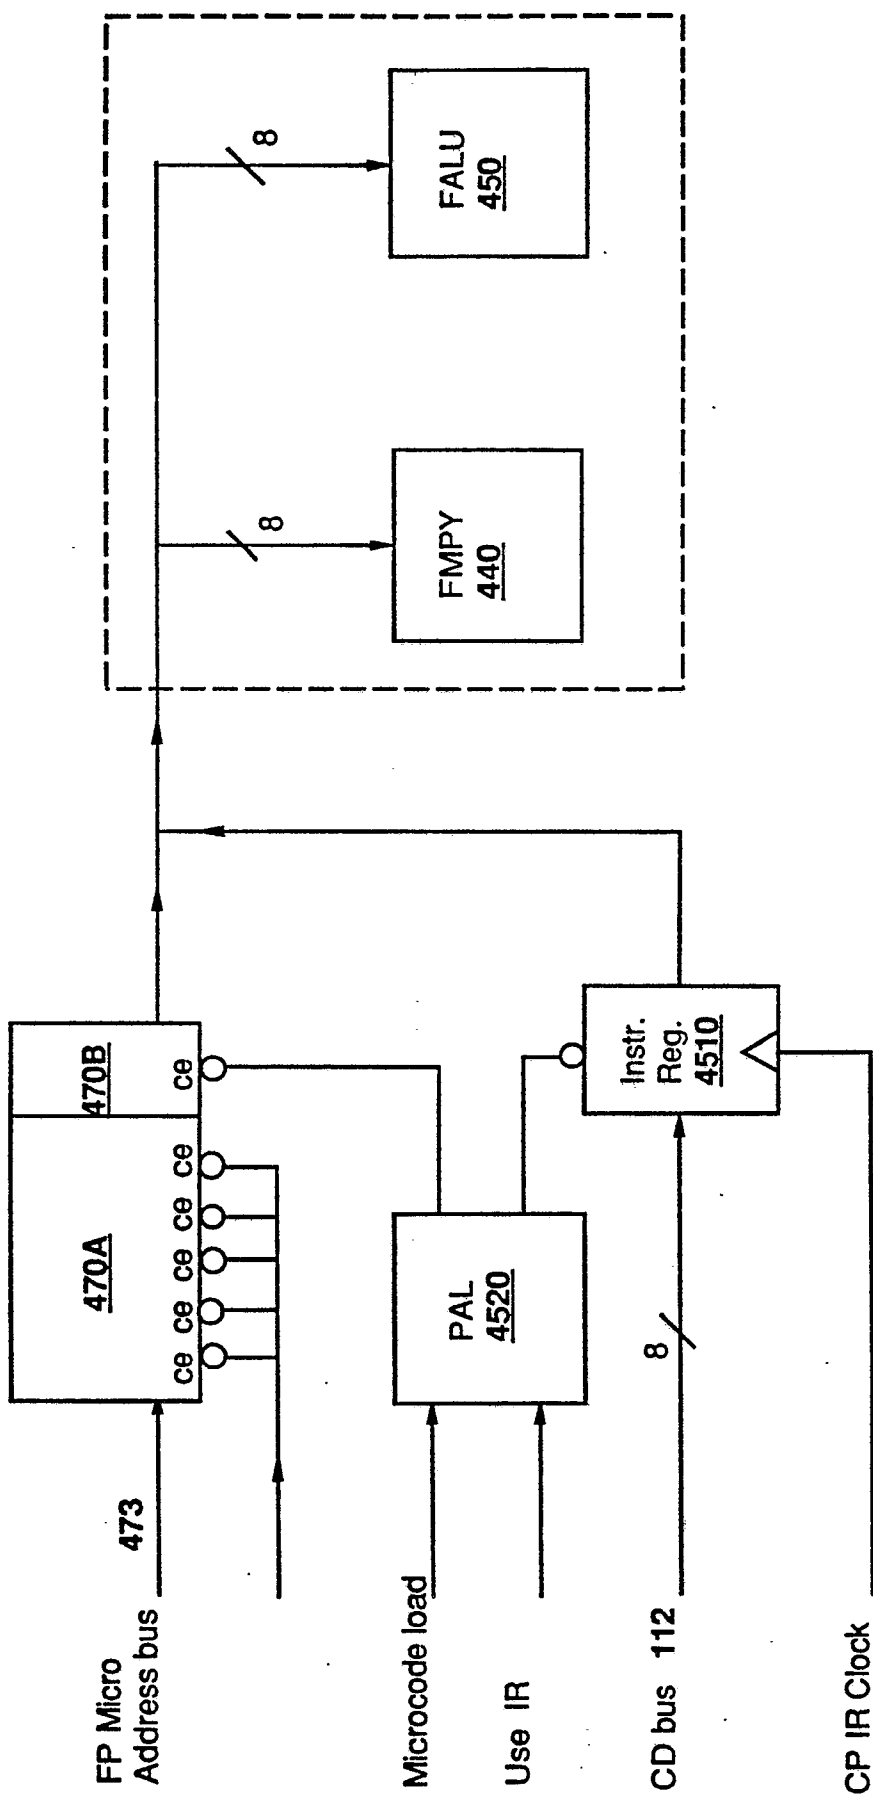 FP Micro
Address bus
473
470A
470B
ce
ce
ce
ce
ce
ce
Microcode load
Use IR
PAL
4520
CD bus 112
8
Instr.
Reg.
4510
CP IR Clock
8
FMPY
440
8
FALU
450